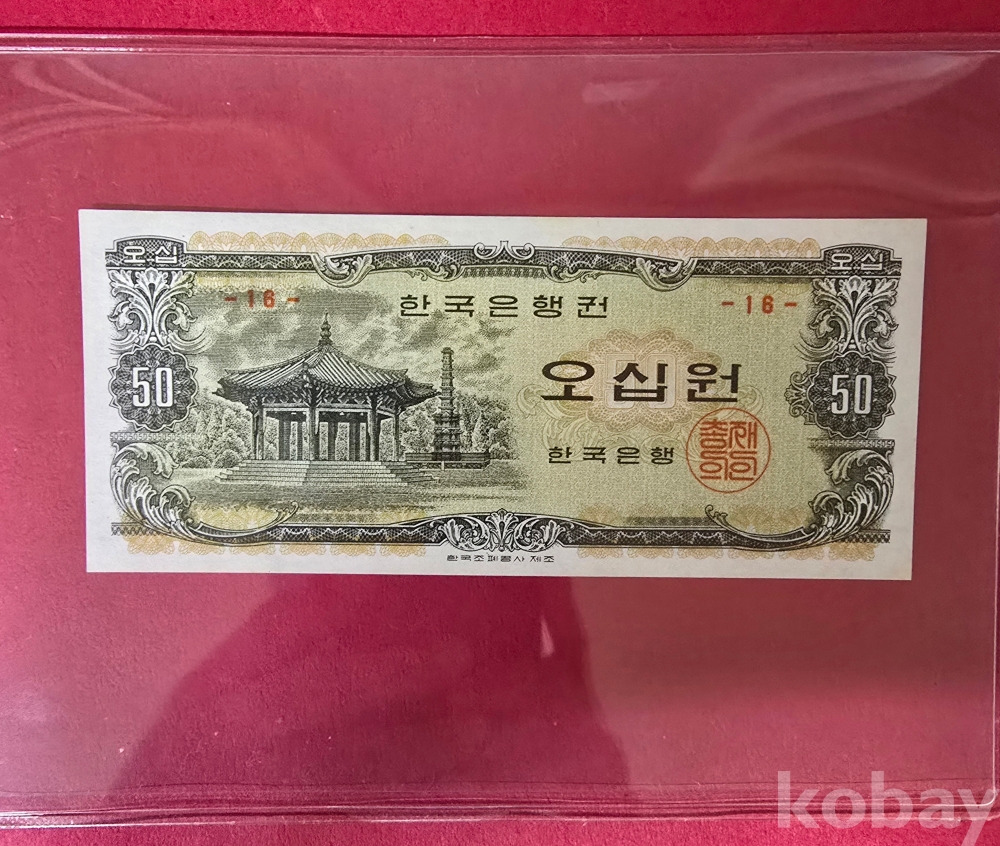 오십
오십
-16-
한국은행권
-16-
오십원
50
50
한국은행
총재의인
한국조폐공사 제조
kobay